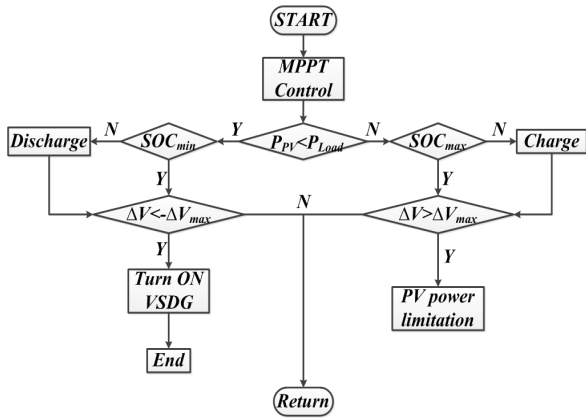 START
MPPT
Control
Discharge
N
SOCmin
Y
PPV<PLoad
N
SOCmax
N
Charge
Y
N
Y
ΔV<-ΔVmax
ΔV>ΔVmax
Y
Y
Turn ON
VSDG
PV power
limitation
End
Return